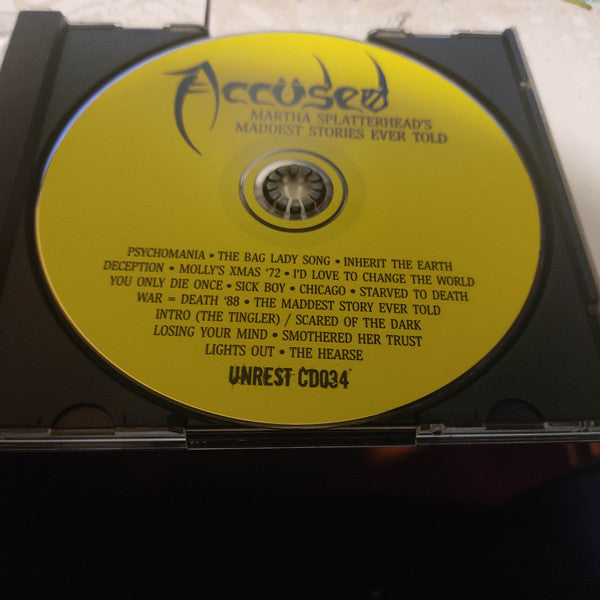 Accüsed
MARTHA SPLATTERHEAD'S
MADDEST STORIES EVER TOLD
PSYCHOMANIA • THE BAG LADY SONG • INHERIT THE EARTH
DECEPTION • MOLLY'S XMAS '72 • I'D LOVE TO CHANGE THE WORLD
YOU ONLY DIE ONCE • SICK BOY • CHICAGO • STARVED TO DEATH
WAR = DEATH '88 • THE MADDEST STORY EVER TOLD
INTRO (THE TINGLER) / SCARED OF THE DARK
LOSING YOUR MIND • SMOTHERED HER TRUST
LIGHTS OUT • THE HEARSE
UNREST CD034